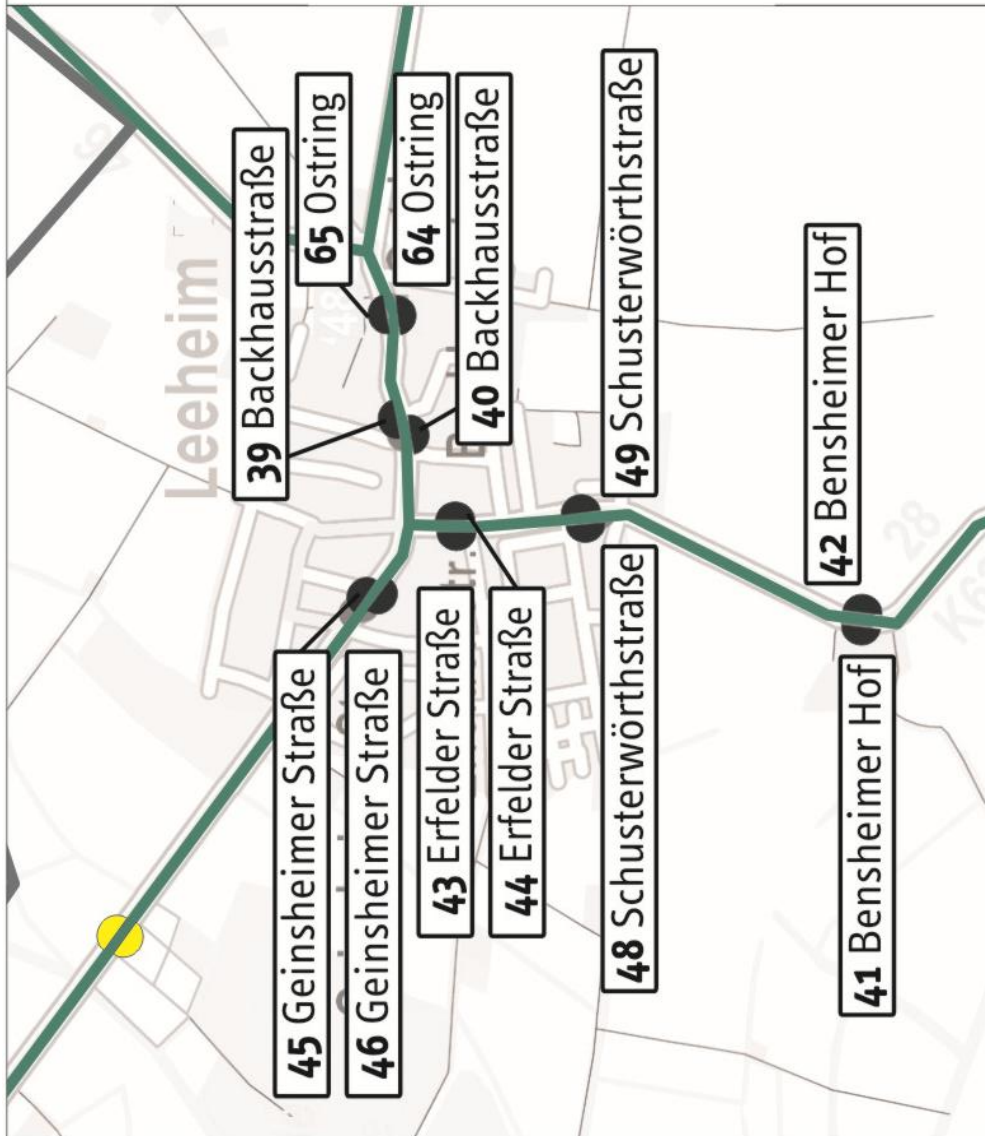 Leeheim
39 Backhausstraße
45 Geinsheimer Straße
65 Ostring
46 Geinsheimer Straße
64 Ostring
43 Erfelder Straße
40 Backhausstraße
44 Erfelder Straße
48 Schusterwörthstraße
49 Schusterwörthstraße
42 Bensheimer Hof
41 Bensheimer Hof
28